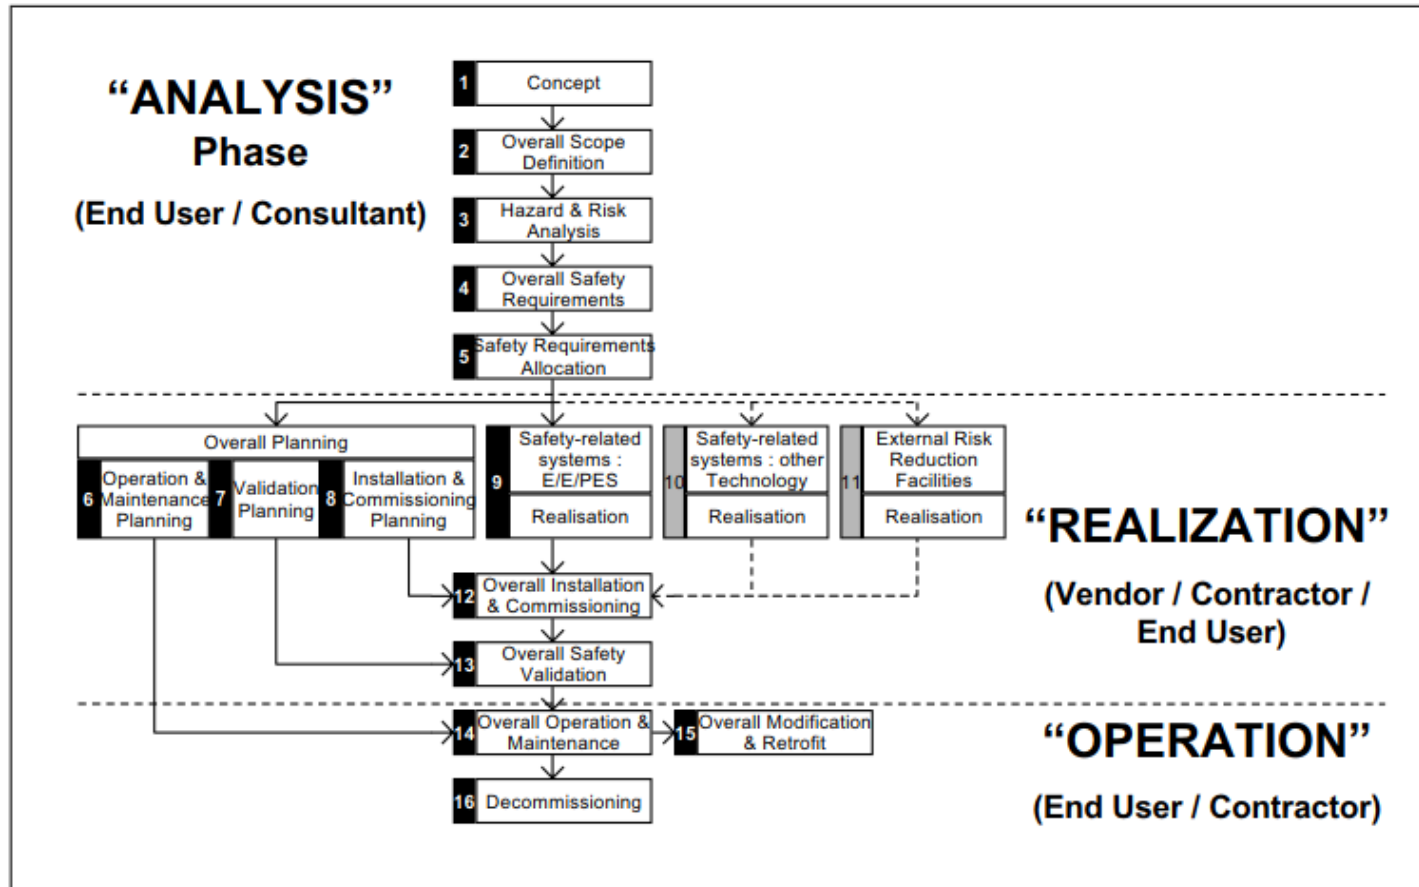 “ANALYSIS”
Phase
(End User / Consultant)
1
Concept
2
Overall Scope
Definition
3
Hazard & Risk
Analysis
4
Overall Safety
Requirements
5
Safety Requirements
Allocation
Overall Planning
6
Operation &
Maintenance
Planning
7
Validation
Planning
8
Installation &
Commissioning
Planning
9
Safety-related
systems :
E/E/PES
Realisation
10
Safety-related
systems : other
Technology
Realisation
11
External Risk
Reduction
Facilities
Realisation
“REALIZATION”
(Vendor / Contractor /
End User)
12
Overall Installation
& Commissioning
13
Overall Safety
Validation
14
Overall Operation &
Maintenance
15
Overall Modification
& Retrofit
16
Decommissioning
“OPERATION”
(End User / Contractor)